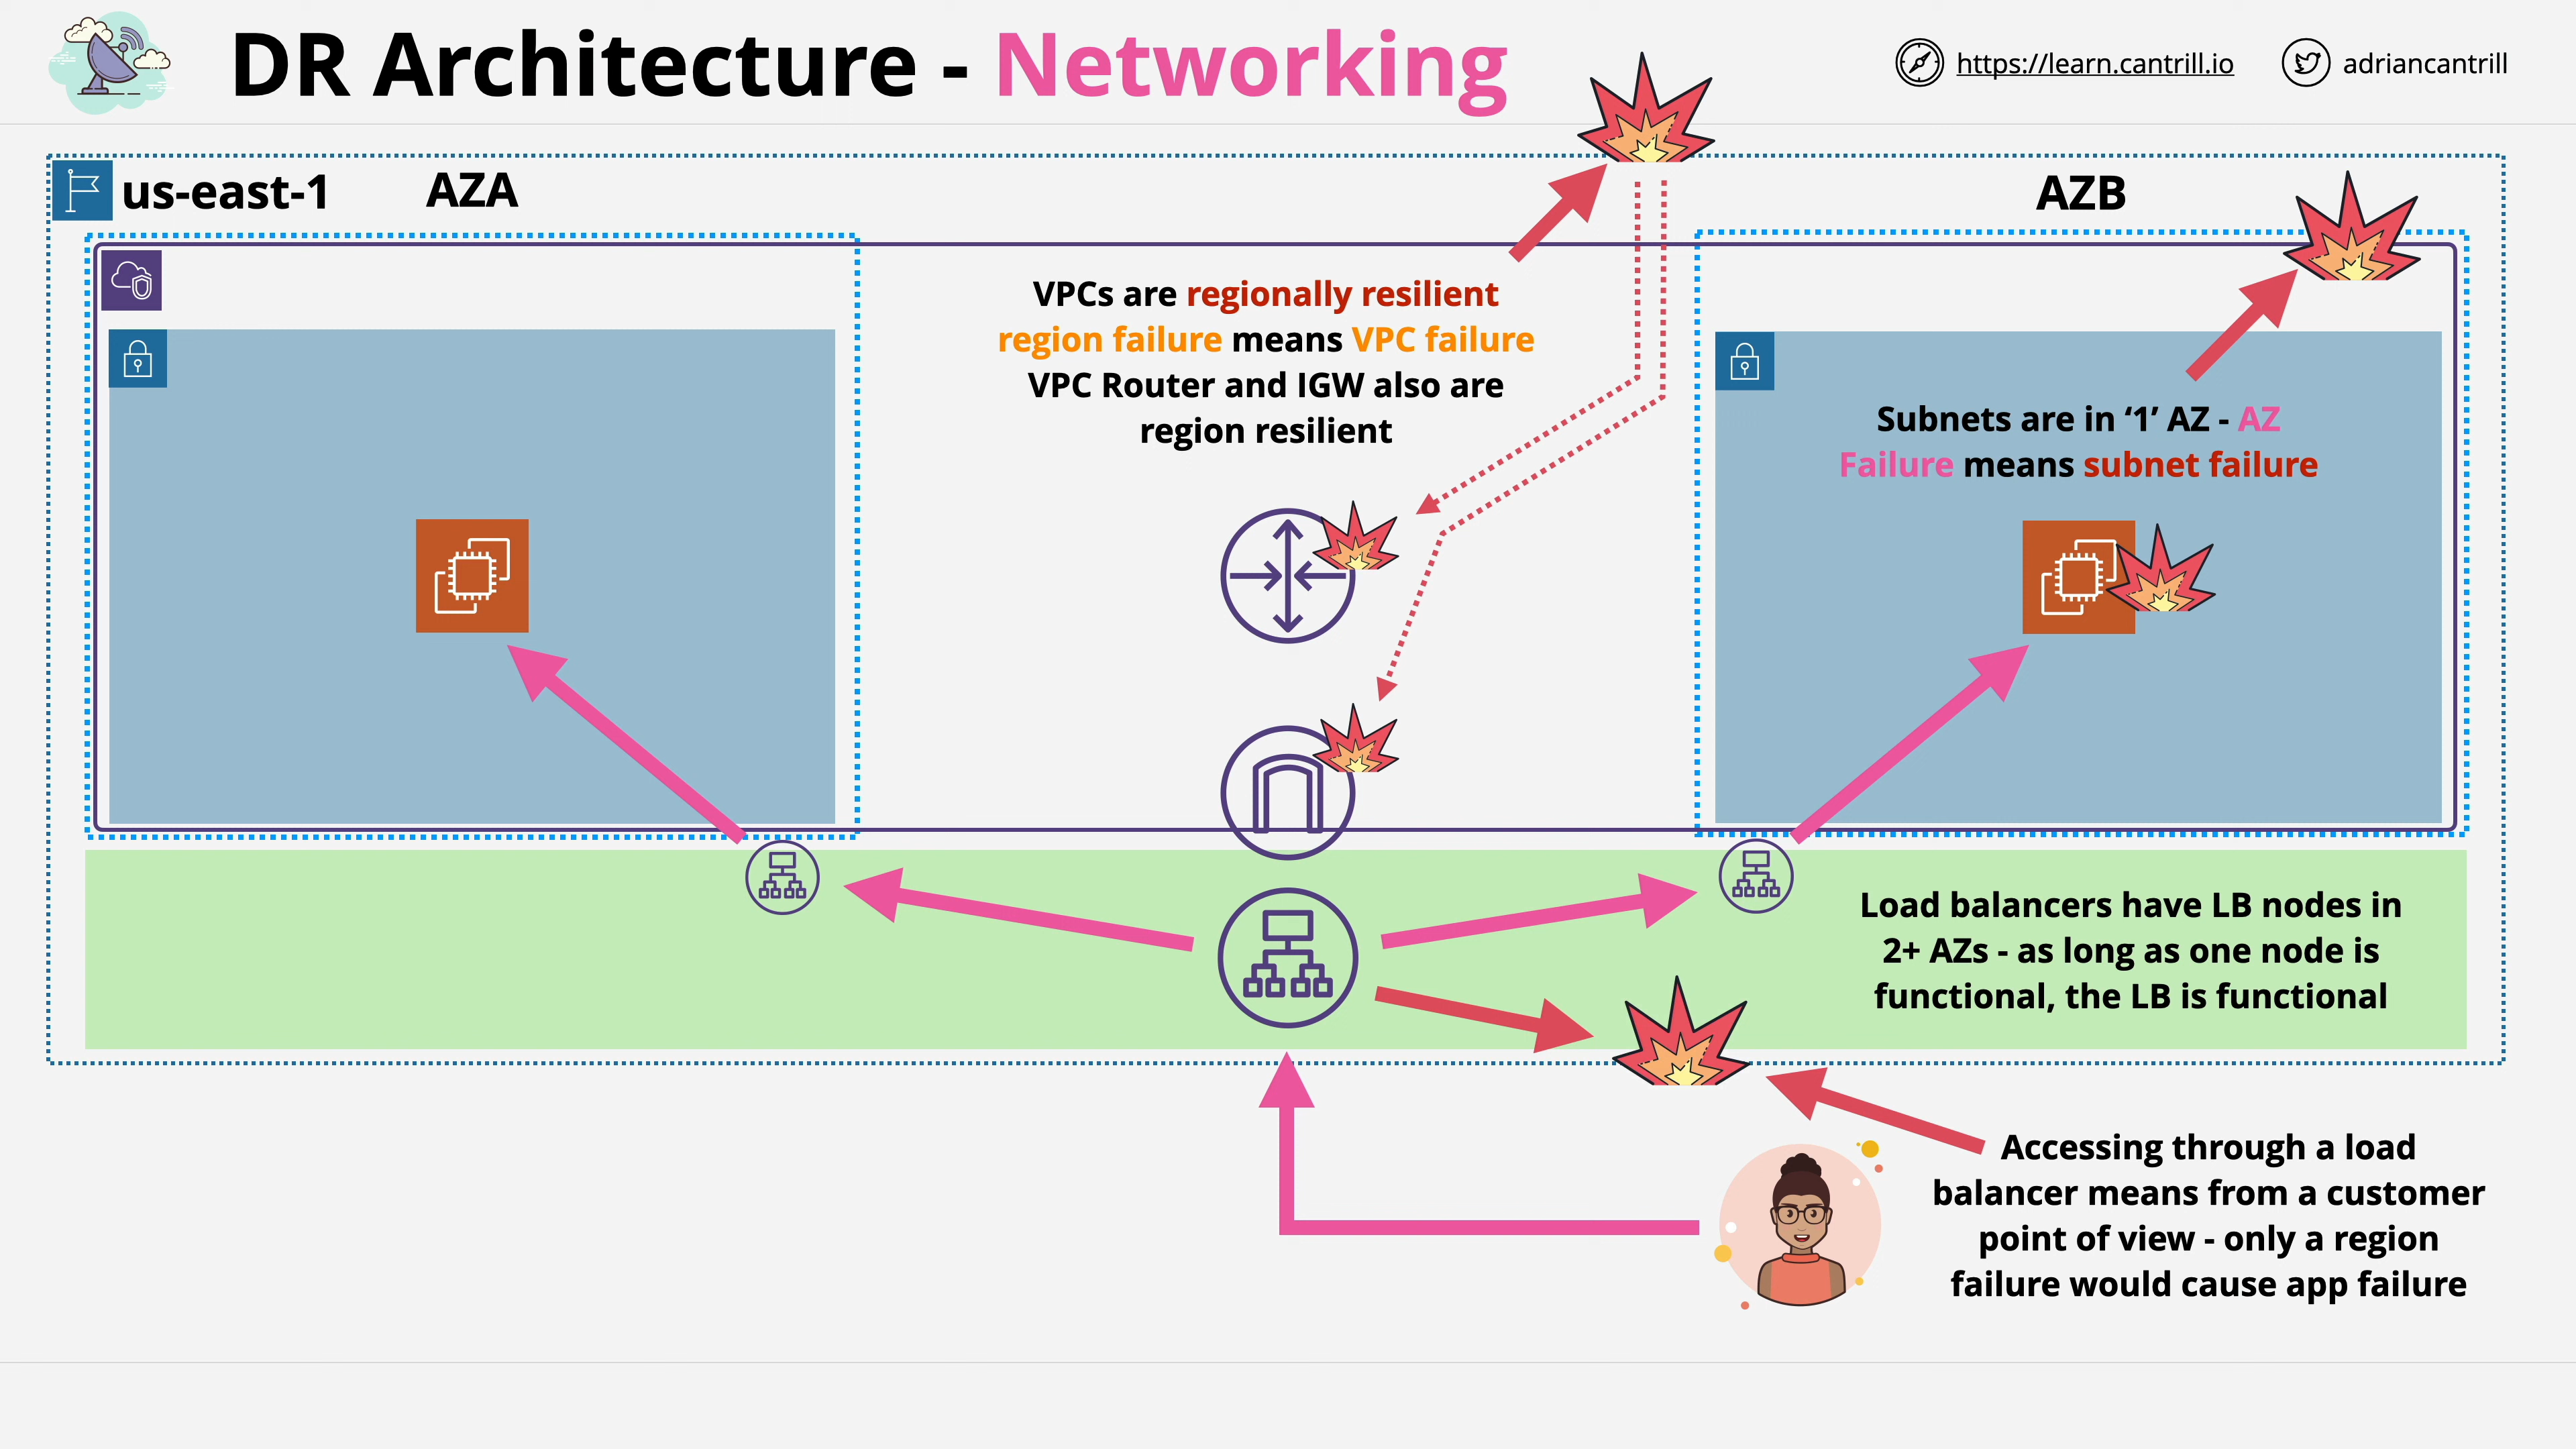 DR Architecture - Networking
https://learn.cantrill.io
adriancantrill
us-east-1
AZA
AZB
VPCs are regionally resilient
region failure means VPC failure
VPC Router and IGW also are
region resilient
Subnets are in ‘1’ AZ - AZ
Failure means subnet failure
Load balancers have LB nodes in
2+ AZs - as long as one node is
functional, the LB is functional
Accessing through a load
balancer means from a customer
point of view - only a region
failure would cause app failure